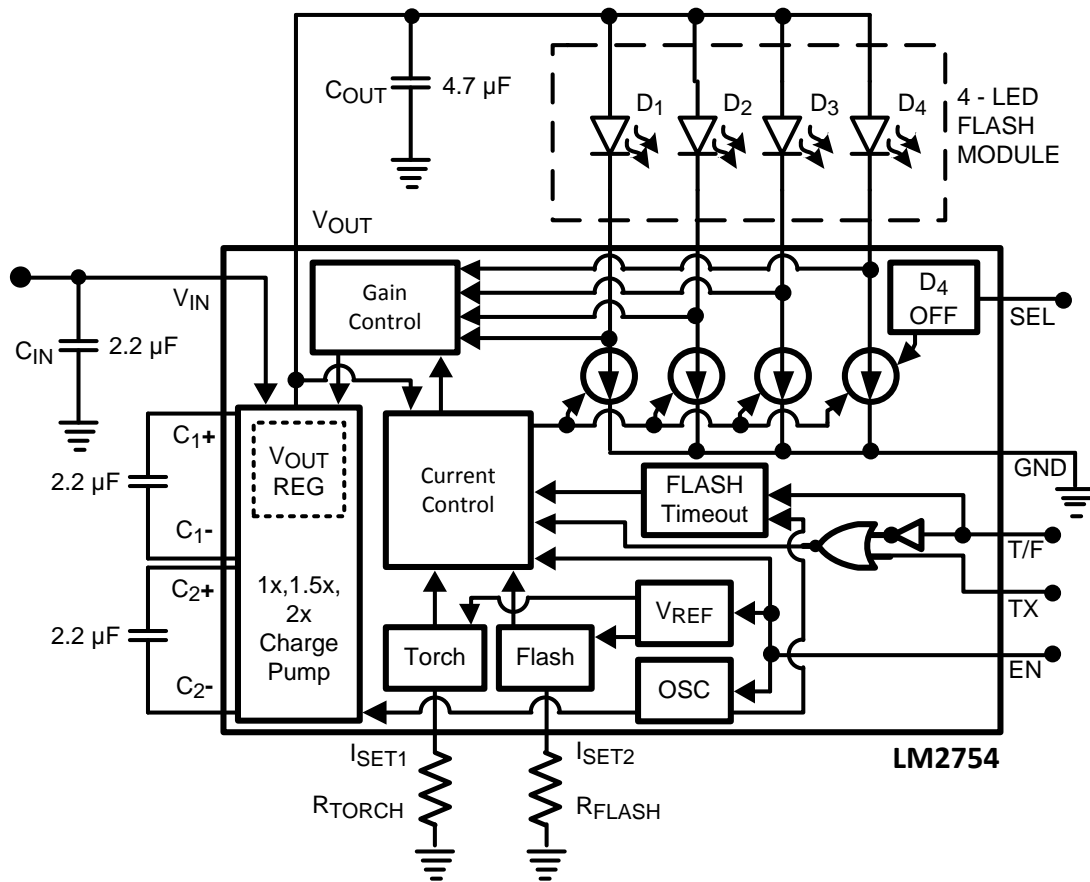 COUT
4.7 µF
D1
D2
D3
D4
4 - LED
FLASH
MODULE
VOUT
VIN
CIN
2.2 µF
Gain
Control
D4
OFF
SEL
C1+
2.2 µF
C1-
VOUT
REG
Current
Control
FLASH
Timeout
GND
T/F
TX
EN
C2+
2.2 µF
C2-
1x,1.5x,
2x
Charge
Pump
VREF
Torch
Flash
OSC
LM2754
ISET1
ISET2
RTORCH
RFLASH